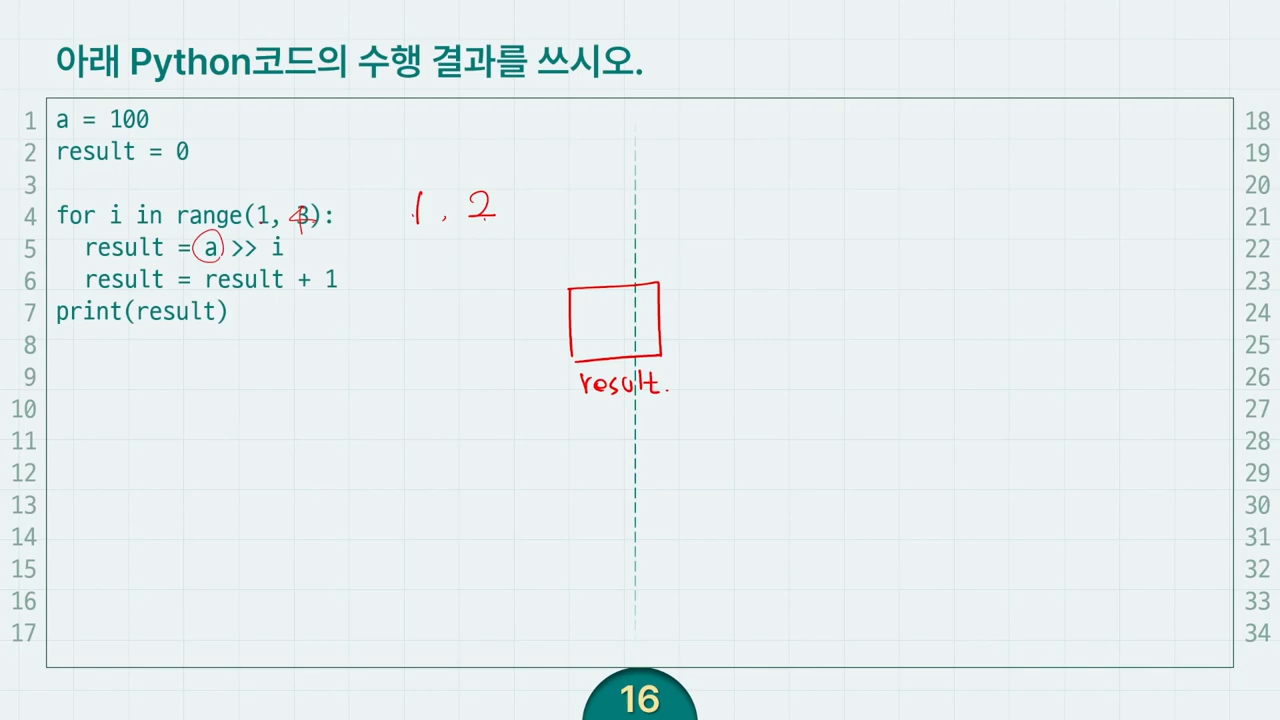 아래 Python코드의 수행 결과를 쓰시오.
1 a = 100 18
2 result = 0 19
3 20
4 for i in range(1, 3): 4 1, 2 21
5 result = a >> i 22
6 result = result + 1 23
7 print(result) 24
8 25
9 result. 26
10 27
11 28
12 29
13 30
14 31
15 32
16 33
17 34
16